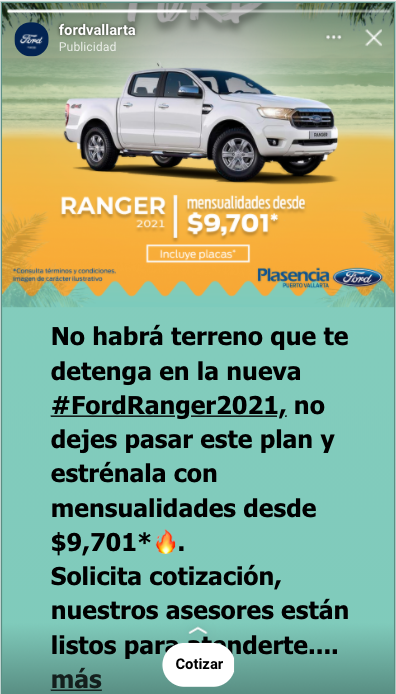 FORD
fordvallarta
Publicidad
Ford
RANGER
2021
mensualidades desde
$9,701*
Incluye placas*
*Consulta términos y condiciones.
Imagen de carácter ilustrativo
Plasencia
PUERTO VALLARTA
Ford
No habrá terreno que te
detenga en la nueva
#FordRanger2021, no
dejes pasar este plan y
estrénala con
mensualidades desde
$9,701*🔥.
Solicita cotización,
nuestros asesores están
listos para atenderte....
más
Cotizar